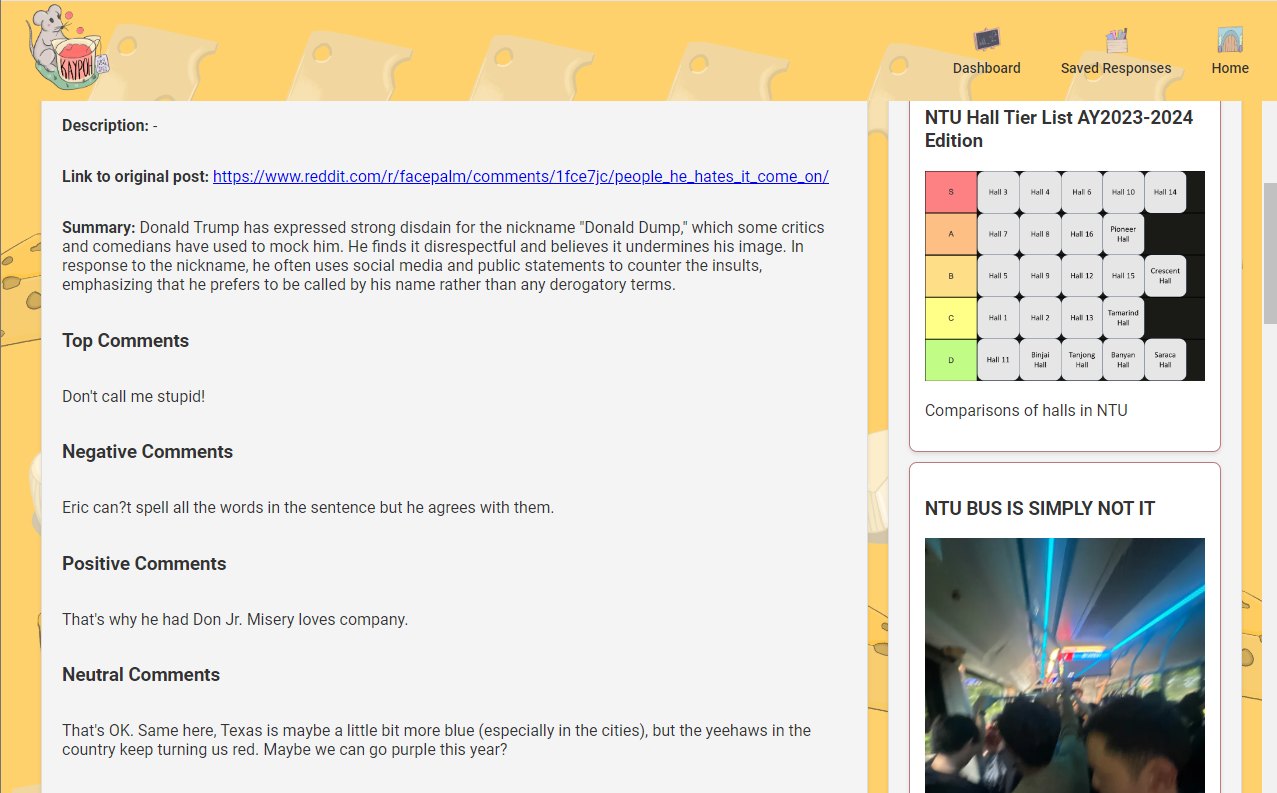 KAYPOH
Dashboard
Saved Responses
Home
Description: -
Link to original post: https://www.reddit.com/r/facepalm/comments/1fce7jc/people_he_hates_it_come_on/
Summary: Donald Trump has expressed strong disdain for the nickname "Donald Dump," which some critics
and comedians have used to mock him. He finds it disrespectful and believes it undermines his image. In
response to the nickname, he often uses social media and public statements to counter the insults,
emphasizing that he prefers to be called by his name rather than any derogatory terms.
Top Comments
Don't call me stupid!
Negative Comments
Eric can?t spell all the words in the sentence but he agrees with them.
Positive Comments
That's why he had Don Jr. Misery loves company.
Neutral Comments
That's OK. Same here, Texas is maybe a little bit more blue (especially in the cities), but the yeehaws in the
country keep turning us red. Maybe we can go purple this year?
NTU Hall Tier List AY2023-2024
Edition
S Hall 3 Hall 4 Hall 6 Hall 10 Hall 14
A Hall 7 Hall 8 Hall 16 Pioneer Hall
B Hall 5 Hall 9 Hall 12 Hall 15 Crescent Hall
C Hall 1 Hall 2 Hall 13 Tamarind Hall
D Hall 11 Binjai Hall Tanjong Hall Banyan Hall Saraca Hall
Comparisons of halls in NTU
NTU BUS IS SIMPLY NOT IT